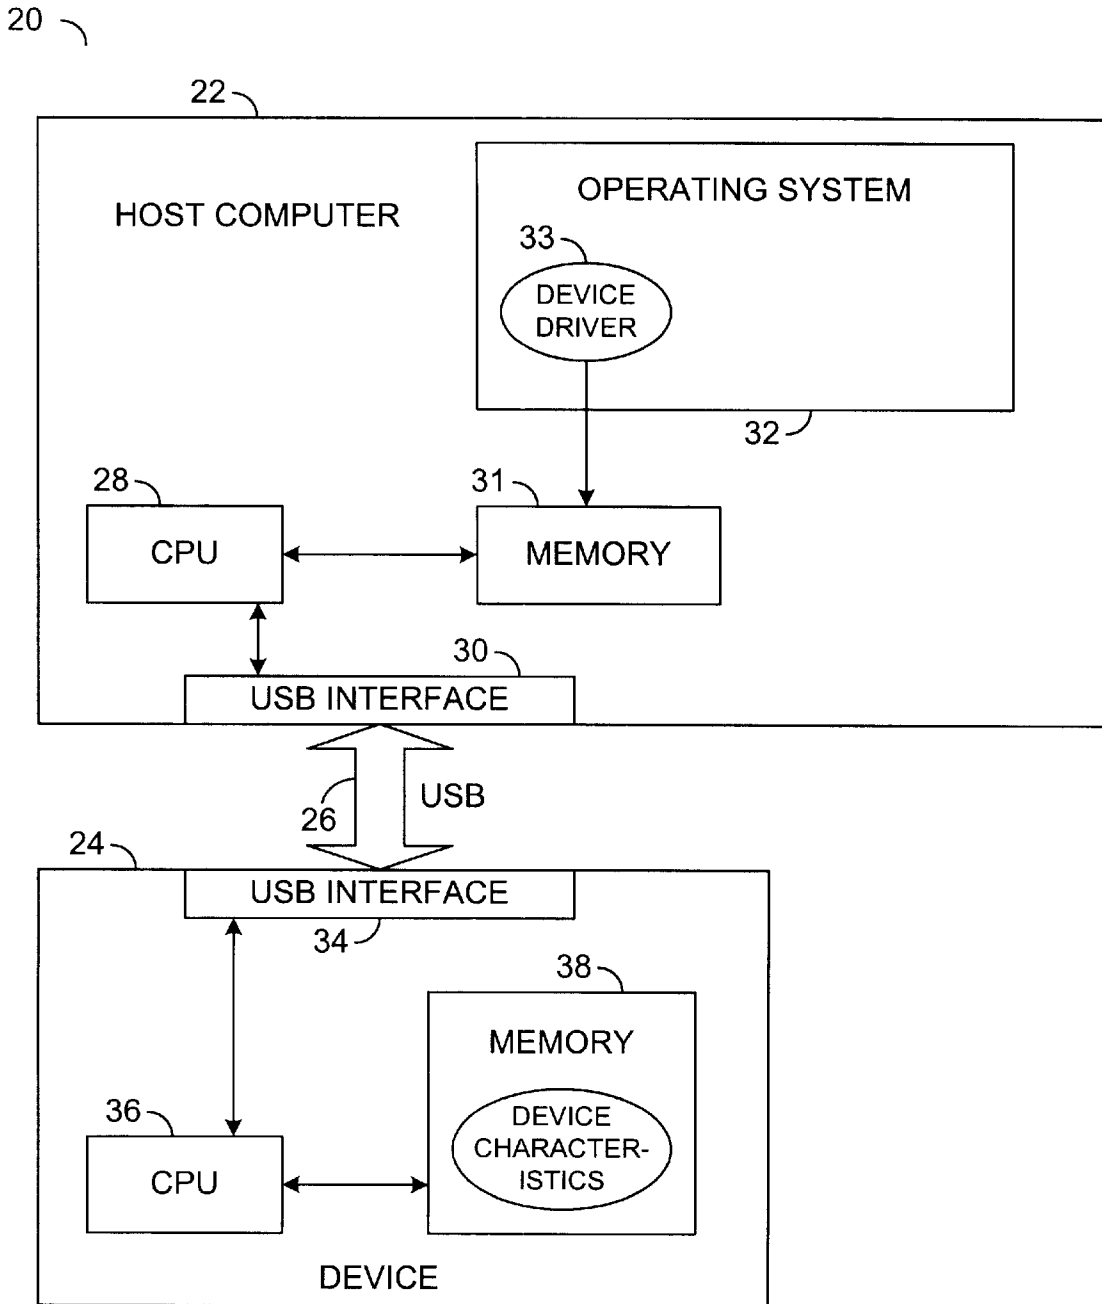 20
22
HOST COMPUTER
OPERATING SYSTEM
33
DEVICE
DRIVER
32
28
CPU
31
MEMORY
30
USB INTERFACE
26
USB
24
USB INTERFACE
34
38
MEMORY
DEVICE
CHARACTER-
ISTICS
36
CPU
DEVICE